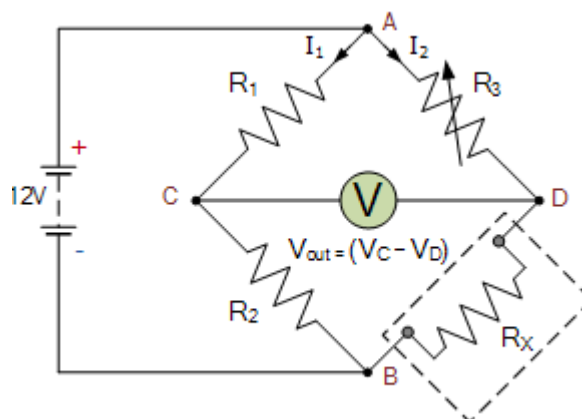 A
I1 I2
R1 R3
+
12V
C V D
-
Vout = (VC – VD)
R2
RX
B